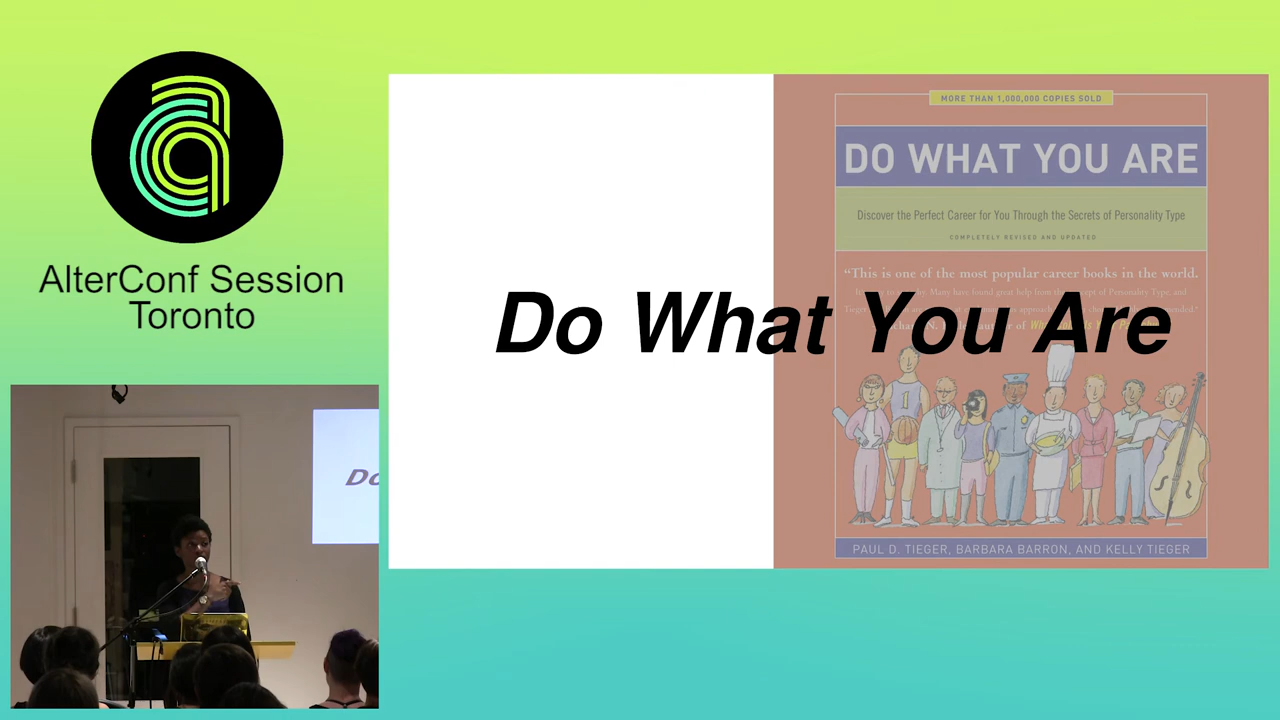 AlterConf Session
Toronto
MORE THAN 1,000,000 COPIES SOLD
DO WHAT YOU ARE
Discover the Perfect Career for You Through the Secrets of Personality Type
COMPLETELY REVISED AND UPDATED
“This is one of the most popular career books in the world.
Do What You Are
PAUL D. TIEGER, BARBARA BARRON, AND KELLY TIEGER
Do